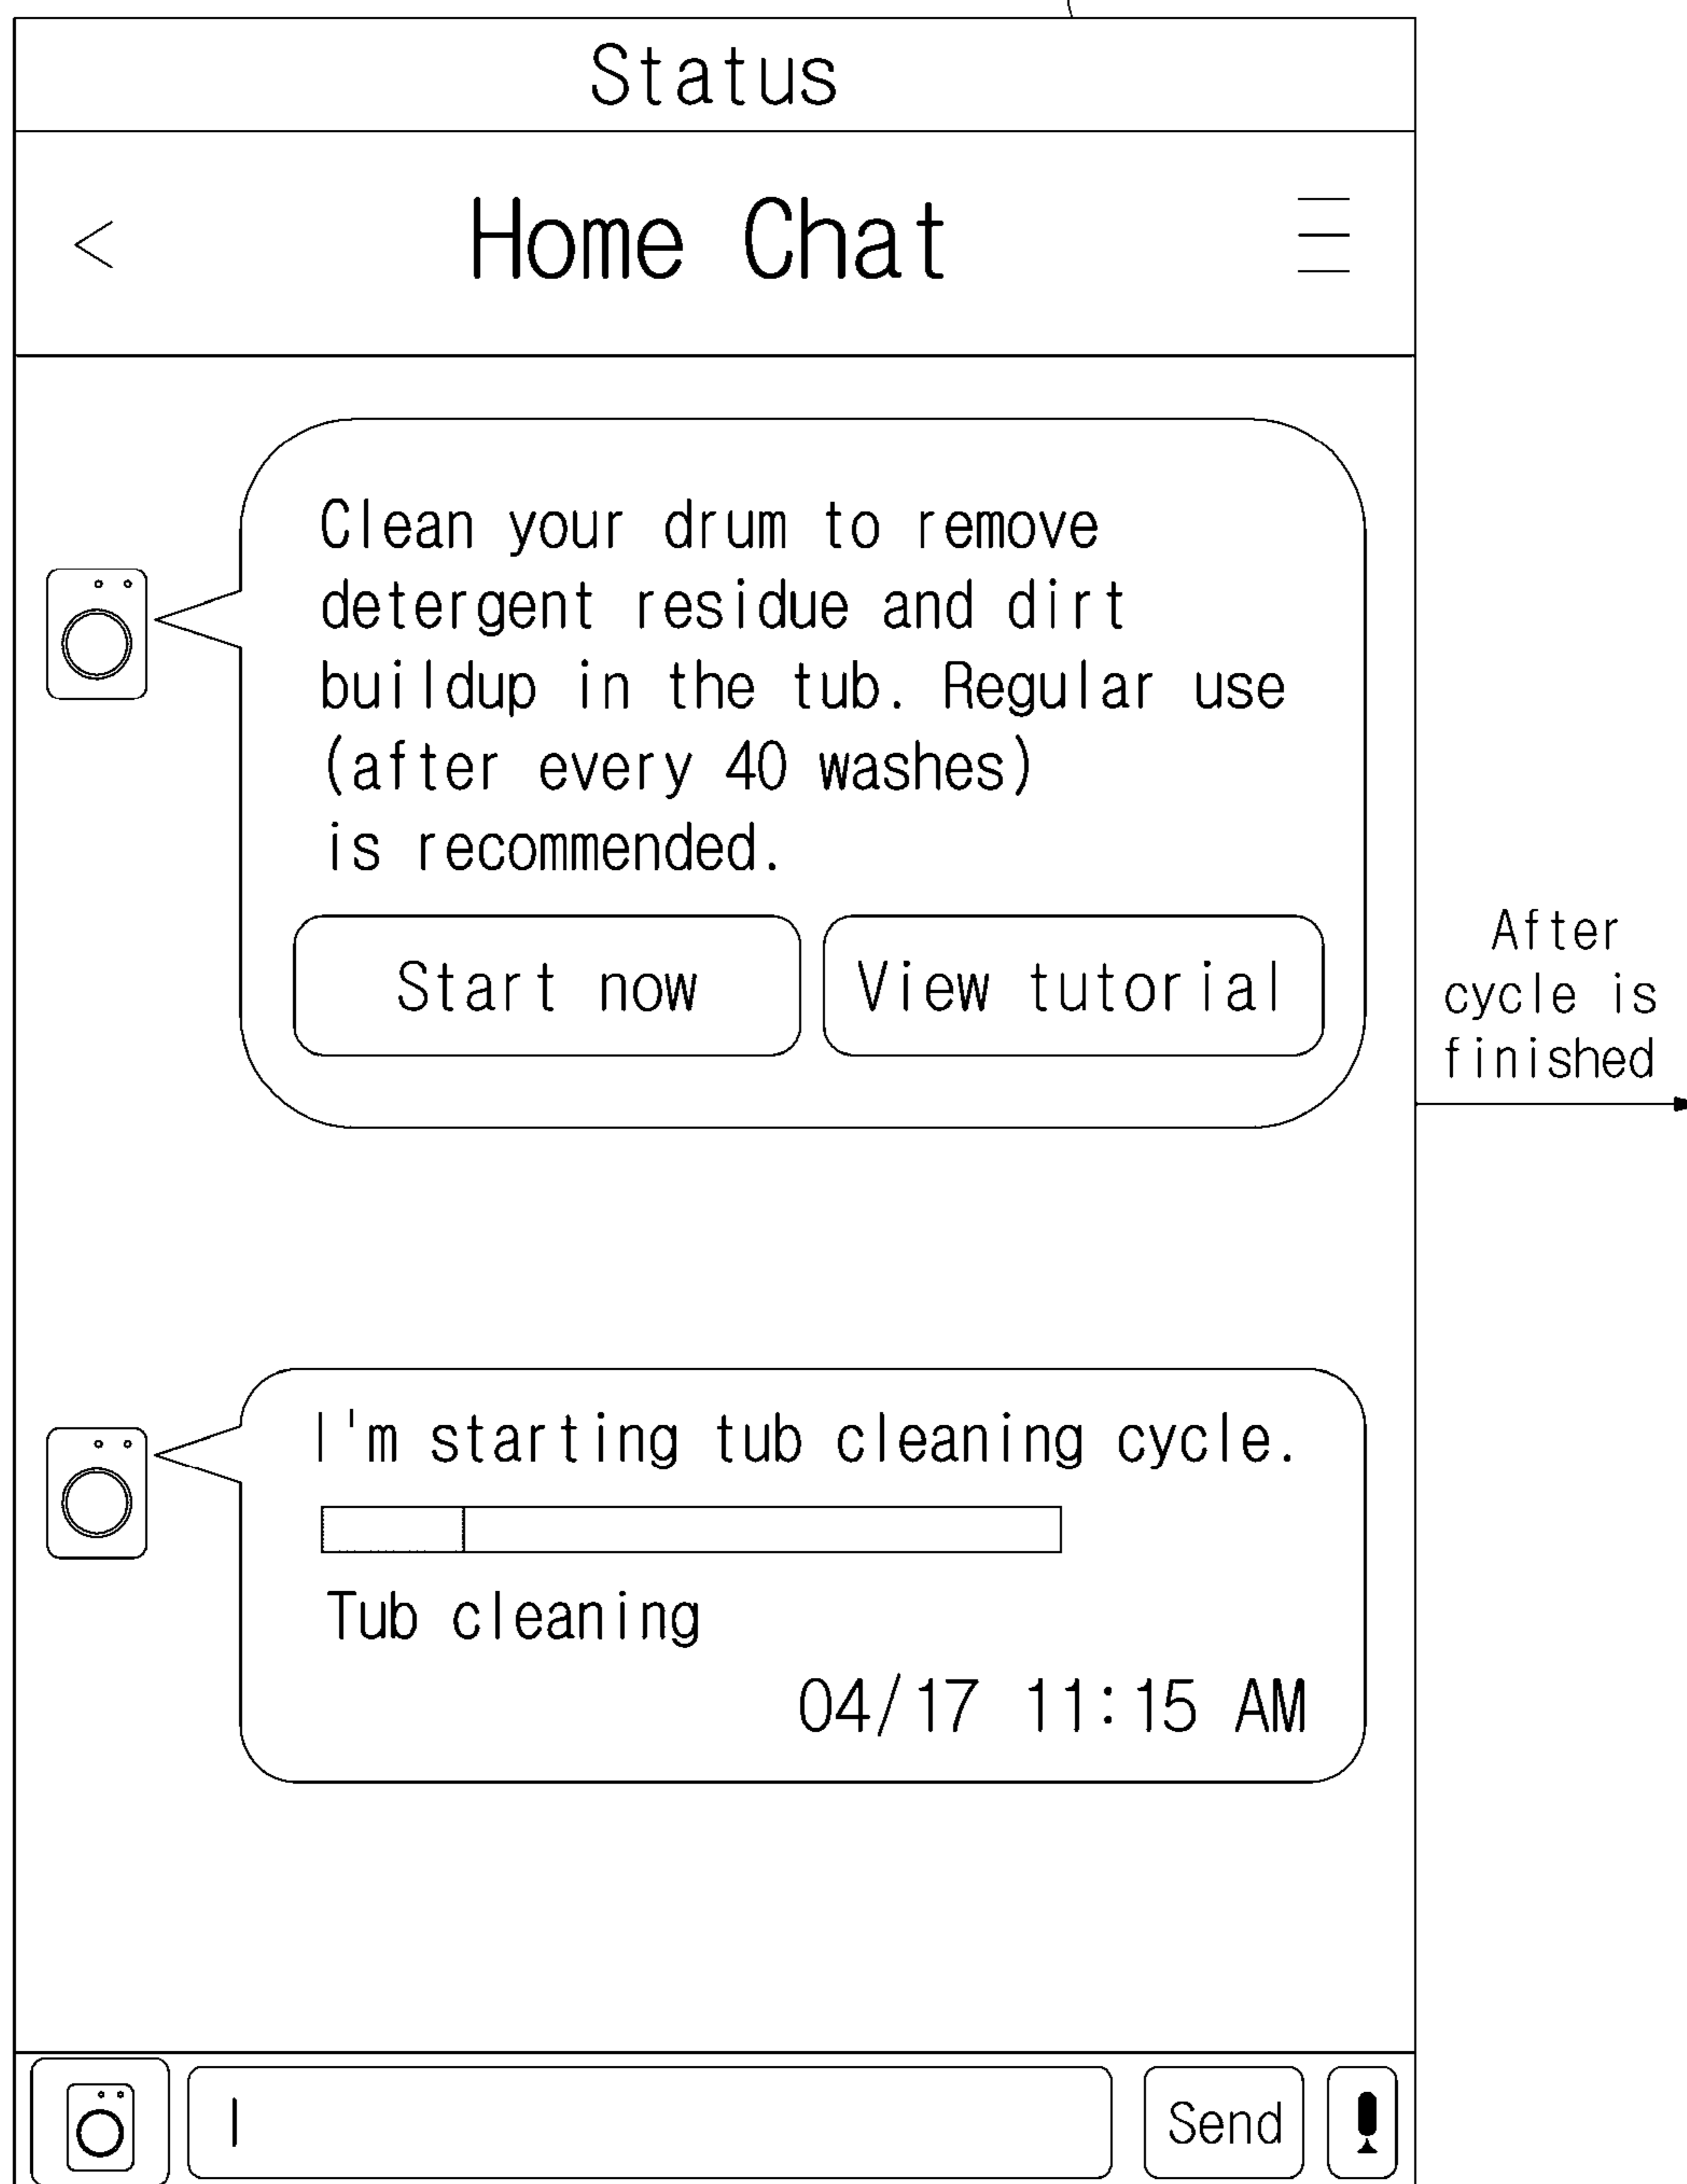 Status
< Home Chat
Clean your drum to remove
detergent residue and dirt
buildup in the tub. Regular use
(after every 40 washes)
is recommended.
Start now View tutorial
After
cycle is
finished
I'm starting tub cleaning cycle.
Tub cleaning
04/17 11:15 AM
Send